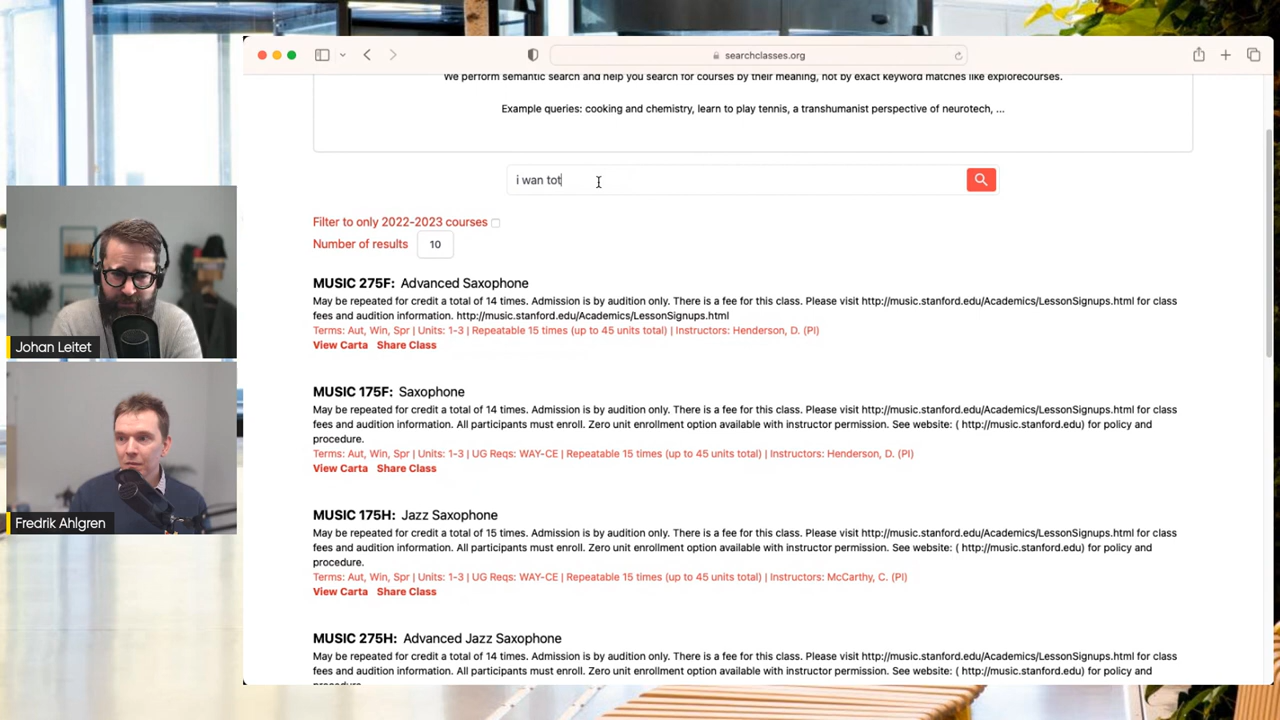 searchclasses.org
We perform semantic search and help you search for courses by their meaning, not by exact keyword matches like explorecourses.
Example queries: cooking and chemistry, learn to play tennis, a transhumanist perspective of neurotech, ...
i wan tot
Filter to only 2022-2023 courses
Number of results 10
MUSIC 275F: Advanced Saxophone
May be repeated for credit a total of 14 times. Admission is by audition only. There is a fee for this class. Please visit http://music.stanford.edu/Academics/LessonSignups.html for class
fees and audition information. http://music.stanford.edu/Academics/LessonSignups.html
Terms: Aut, Win, Spr | Units: 1-3 | Repeatable 15 times (up to 45 units total) | Instructors: Henderson, D. (PI)
View Carta Share Class
MUSIC 175F: Saxophone
May be repeated for credit a total of 14 times. Admission is by audition only. There is a fee for this class. Please visit http://music.stanford.edu/Academics/LessonSignups.html for class
fees and audition information. All participants must enroll. Zero unit enrollment option available with instructor permission. See website: ( http://music.stanford.edu) for policy and
procedure.
Terms: Aut, Win, Spr | Units: 1-3 | UG Reqs: WAY-CE | Repeatable 15 times (up to 45 units total) | Instructors: Henderson, D. (PI)
View Carta Share Class
MUSIC 175H: Jazz Saxophone
May be repeated for credit a total of 15 times. Admission is by audition only. There is a fee for this class. Please visit http://music.stanford.edu/Academics/LessonSignups.html for class
fees and audition information. All participants must enroll. Zero unit enrollment option available with instructor permission. See website: ( http://music.stanford.edu) for policy and
procedure.
Terms: Aut, Win, Spr | Units: 1-3 | UG Reqs: WAY-CE | Repeatable 15 times (up to 45 units total) | Instructors: McCarthy, C. (PI)
View Carta Share Class
MUSIC 275H: Advanced Jazz Saxophone
May be repeated for credit a total of 14 times. Admission is by audition only. There is a fee for this class. Please visit http://music.stanford.edu/Academics/LessonSignups.html for class
fees and audition information. All participants must enroll. Zero unit enrollment option available with instructor permission. See website: ( http://music.stanford.edu) for policy and
Johan Leitet
Fredrik Ahlgren